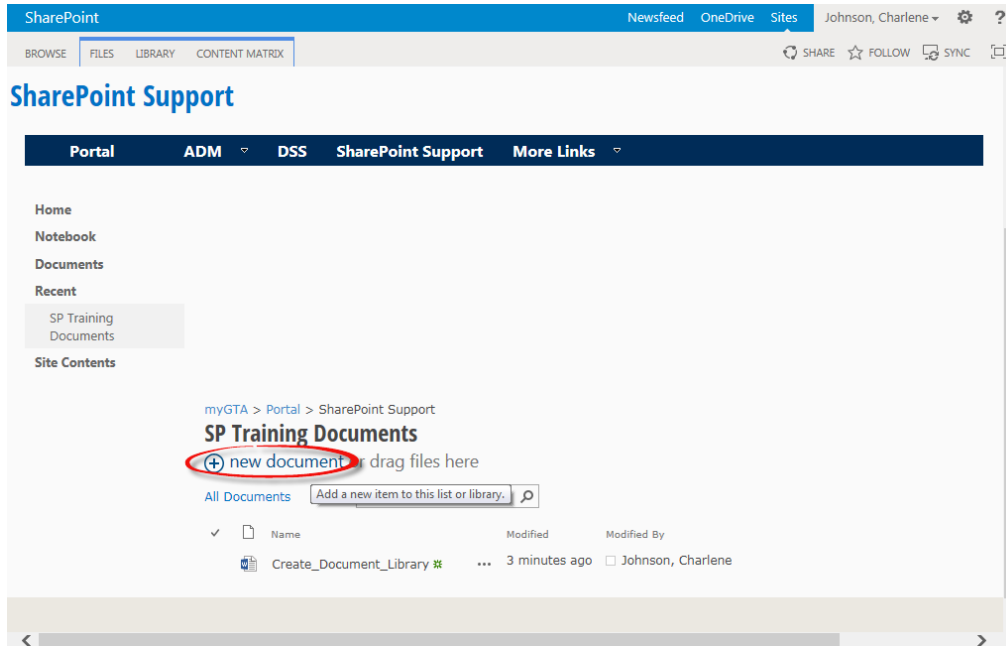 SharePoint Newsfeed OneDrive Sites Johnson, Charlene ?
BROWSE FILES LIBRARY CONTENT MATRIX SHARE FOLLOW SYNC
SharePoint Support
Portal ADM DSS SharePoint Support More Links
Home
Notebook
Documents
Recent
SP Training
Documents
Site Contents
myGTA > Portal > SharePoint Support
SP Training Documents
new document or drag files here
All Documents Add a new item to this list or library.
Name Modified Modified By
Create_Document_Library ... 3 minutes ago Johnson, Charlene